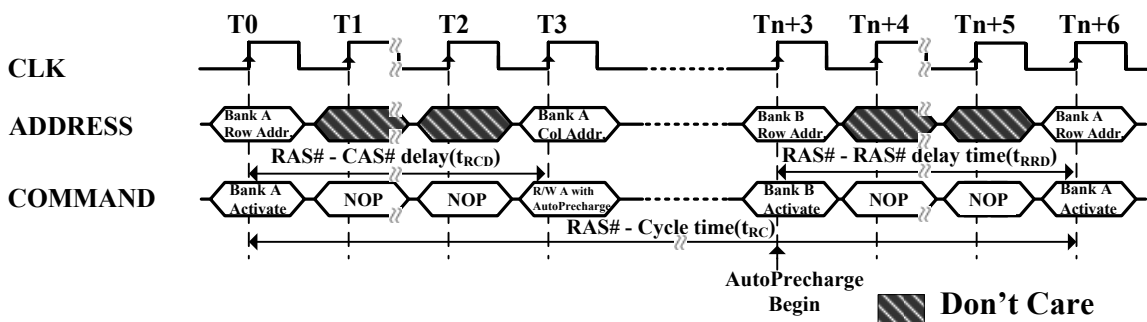 T0 T1 T2 T3 Tn+3 Tn+4 Tn+5 Tn+6
CLK
ADDRESS
Bank A
Row Addr.
Bank A
Col Addr.
Bank B
Row Addr.
Bank A
Row Addr.
RAS# - CAS# delay(tRCD)
RAS# - RAS# delay time(tRRD)
COMMAND
Bank A
Activate
NOP
NOP
R/W A with
AutoPrecharge
Bank B
Activate
NOP
NOP
Bank A
Activate
RAS# - Cycle time(tRC)
AutoPrecharge
Begin
Don't Care